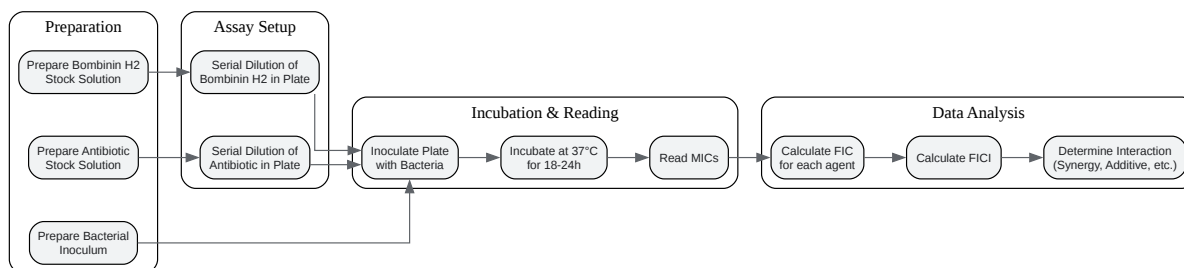 Preparation
Prepare Bombinin H2
Stock Solution
Prepare Antibiotic
Stock Solution
Prepare Bacterial
Inoculum
Assay Setup
Serial Dilution of
Bombinin H2 in Plate
Serial Dilution of
Antibiotic in Plate
Incubation & Reading
Inoculate Plate
with Bacteria
Incubate at 37°C
for 18-24h
Read MICs
Data Analysis
Calculate FIC
for each agent
Calculate FICI
Determine Interaction
(Synergy, Additive, etc.)